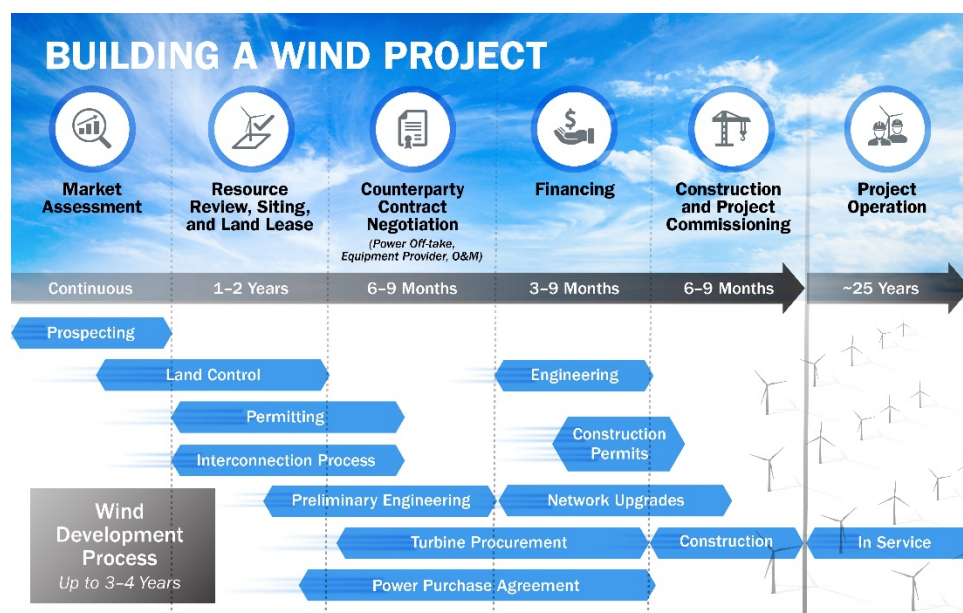 BUILDING A WIND PROJECT
$
Market
Assessment
Resource
Review, Siting,
and Land Lease
Counterparty
Contract
Negotiation
(Power Off-take,
Equipment Provider, O&M)
Financing
Construction
and Project
Commissioning
Project
Operation
Continuous
1–2 Years
6–9 Months
3–9 Months
6–9 Months
~25 Years
Prospecting
Land Control
Engineering
Permitting
Construction
Permits
Interconnection Process
Preliminary Engineering
Network Upgrades
Wind
Development
Process
Up to 3–4 Years
Turbine Procurement
Construction
In Service
Power Purchase Agreement